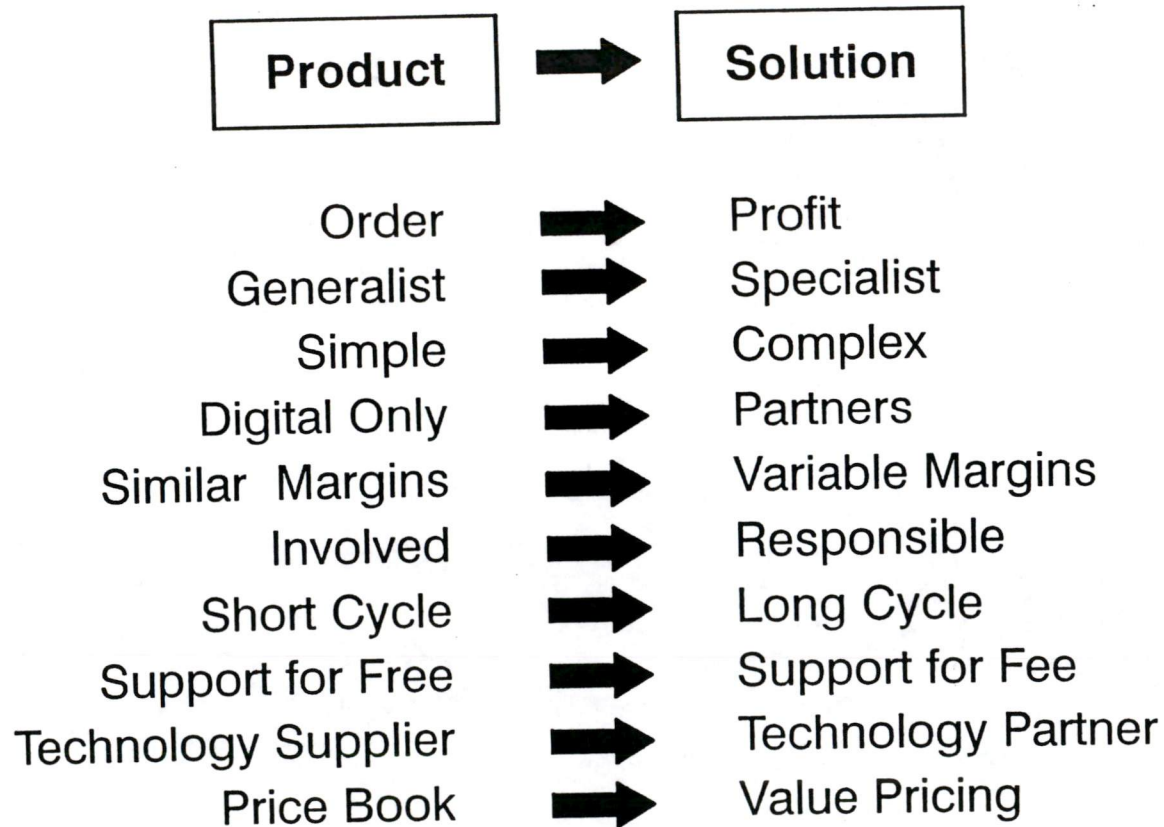 Product Solution
Order Profit
Generalist Specialist
Simple Complex
Digital Only Partners
Similar Margins Variable Margins
Involved Responsible
Short Cycle Long Cycle
Support for Free Support for Fee
Technology Supplier Technology Partner
Price Book Value Pricing